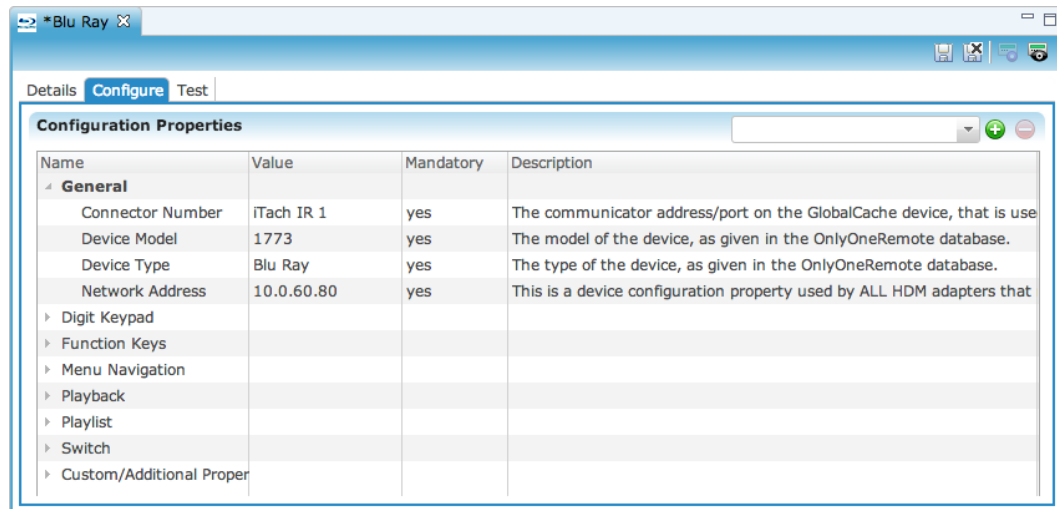 *Blu Ray
Details Configure Test
Configuration Properties
Name Value Mandatory Description
General
Connector Number iTach IR 1 yes The communicator address/port on the GlobalCache device, that is use
Device Model 1773 yes The model of the device, as given in the OnlyOneRemote database.
Device Type Blu Ray yes The type of the device, as given in the OnlyOneRemote database.
Network Address 10.0.60.80 yes This is a device configuration property used by ALL HDM adapters that
Digit Keypad
Function Keys
Menu Navigation
Playback
Playlist
Switch
Custom/Additional Proper